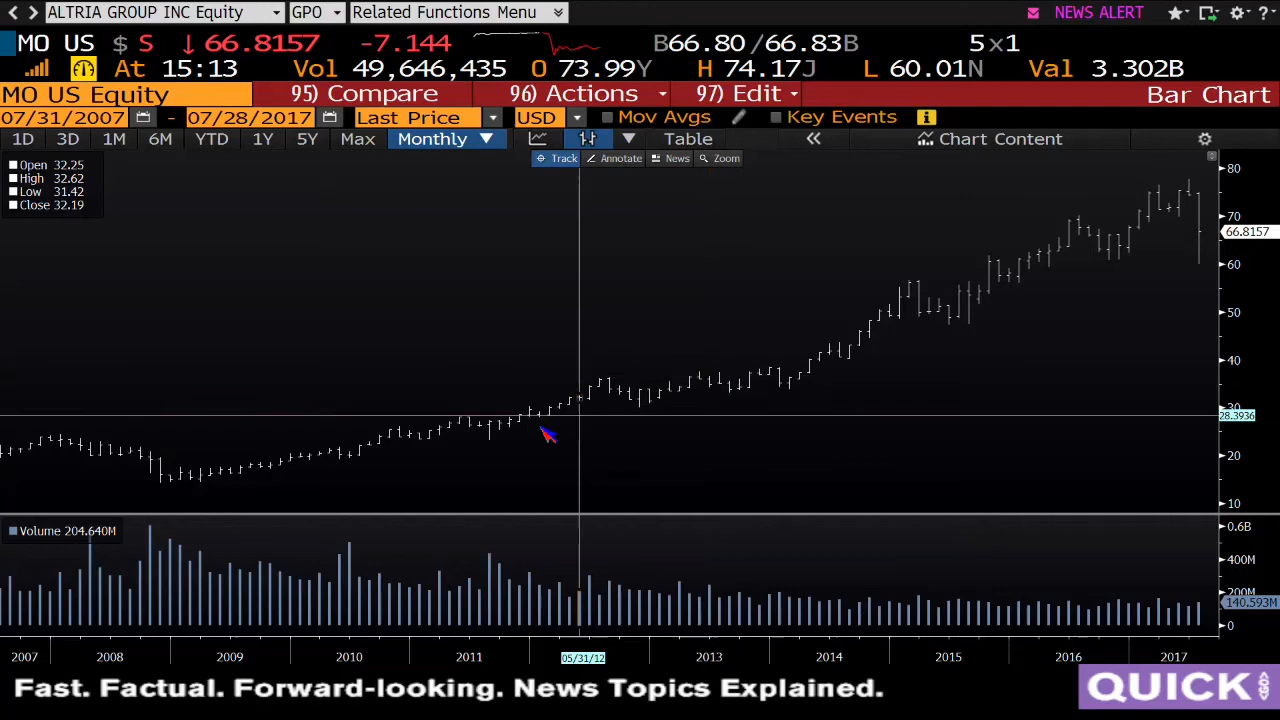 ALTRIA GROUP INC Equity GPO Related Functions Menu NEWS ALERT ?
MO US $ S ↓ 66.8157 -7.144 B66.80/66.83B 5x1
At 15:13 Vol 49,646,435 O 73.99Y H 74.17J L 60.01N Val 3.302B
MO US Equity 95) Compare 96) Actions 97) Edit Bar Chart
07/31/2007 - 07/28/2017 Last Price USD Mov Avgs Key Events i
1D 3D 1M 6M YTD 1Y 5Y Max Monthly ▼ Table « Chart Content
Track Annotate News Zoom
Open 32.25
High 32.62
Low 31.42
Close 32.19
80
70
66.8157
60
50
40
30
28.3936
20
10
Volume 204.640M
0.6B
400M
200M
140.593M
0
2007 2008 2009 2010 2011 05/31/12 2013 2014 2015 2016 2017
Fast. Factual. Forward-looking. News Topics Explained.
QUICK